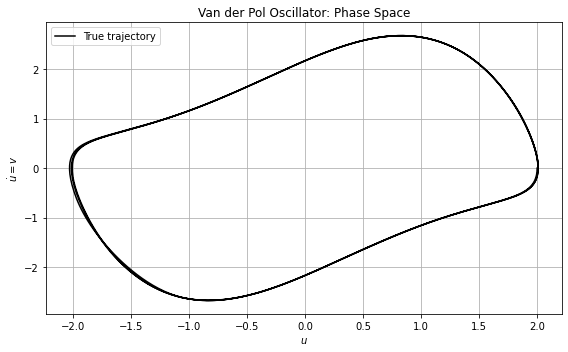 Van der Pol Oscillator: Phase Space
True trajectory
2
1
0
−1
−2
u̇ = v
−2.0 −1.5 −1.0 −0.5 0.0 0.5 1.0 1.5 2.0
u